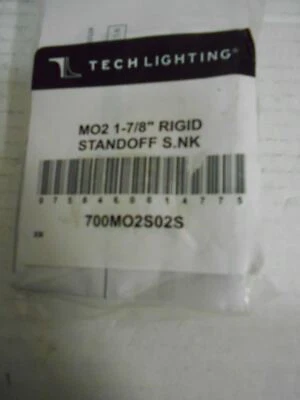 TECH LIGHTING®
MO2 1-7/8" RIGID
STANDOFF S.NK
700MO2S02S